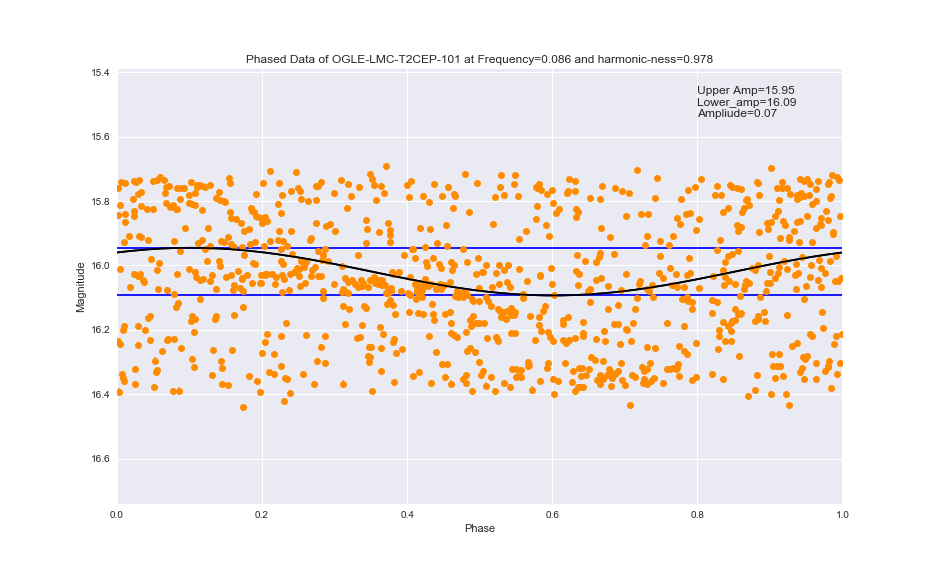 Phased Data of OGLE-LMC-T2CEP-101 at Frequency=0.086 and harmonic-ness=0.978
Upper Amp=15.95
Lower_amp=16.09
Ampliude=0.07
15.4
15.6
15.8
16.0
16.2
16.4
16.6
Magnitude
0.0 0.2 0.4 0.6 0.8 1.0
Phase